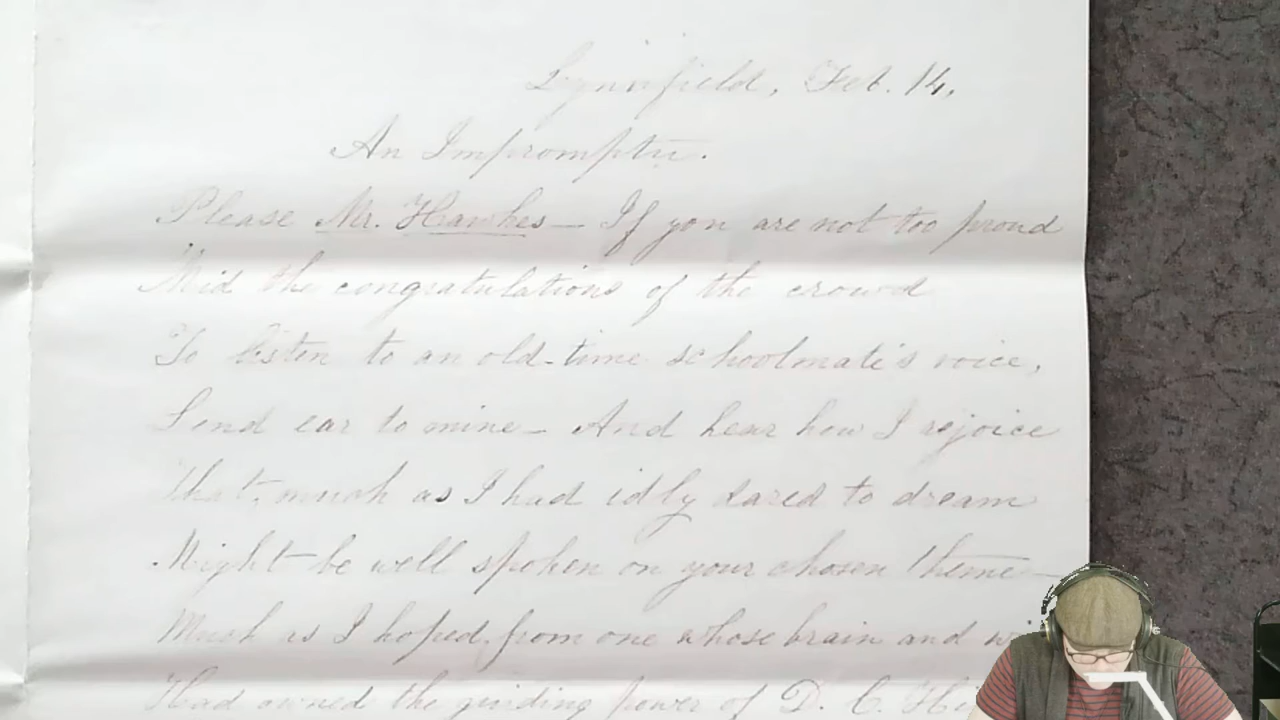 Lynnfield, Feb. 14,
An Impromptu.
Please Mr. Hawkes— If you are not too proud
Mid the congratulations of the crowd
To listen to an old-time schoolmate's voice,
Lend ear to mine— And hear how I rejoice
That, much as I had idly dared to dream
Might be well spoken on your chosen theme—
Much as I hoped from one whose brain and
Had owned the guiding power of D. C.